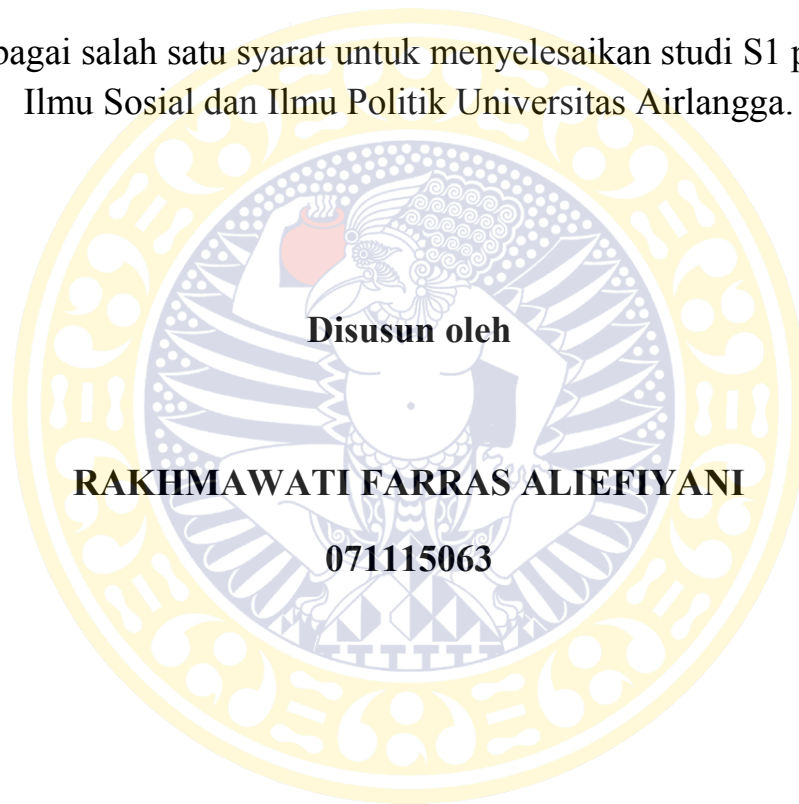 bagai salah satu syarat untuk menyelesaikan studi S1 p
Ilmu Sosial dan Ilmu Politik Universitas Airlangga.
Disusun oleh
RAKHMAWATI FARRAS ALIEFIYANI
071115063